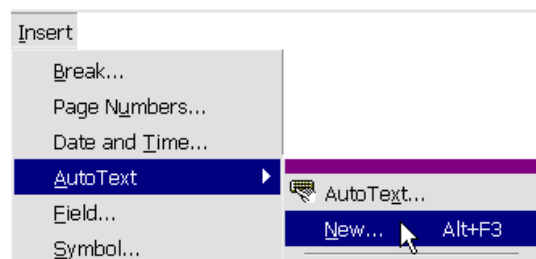 Insert
Break...
Page Numbers...
Date and Time...
AutoText
AutoText...
Field...
New... Alt+F3
Symbol...